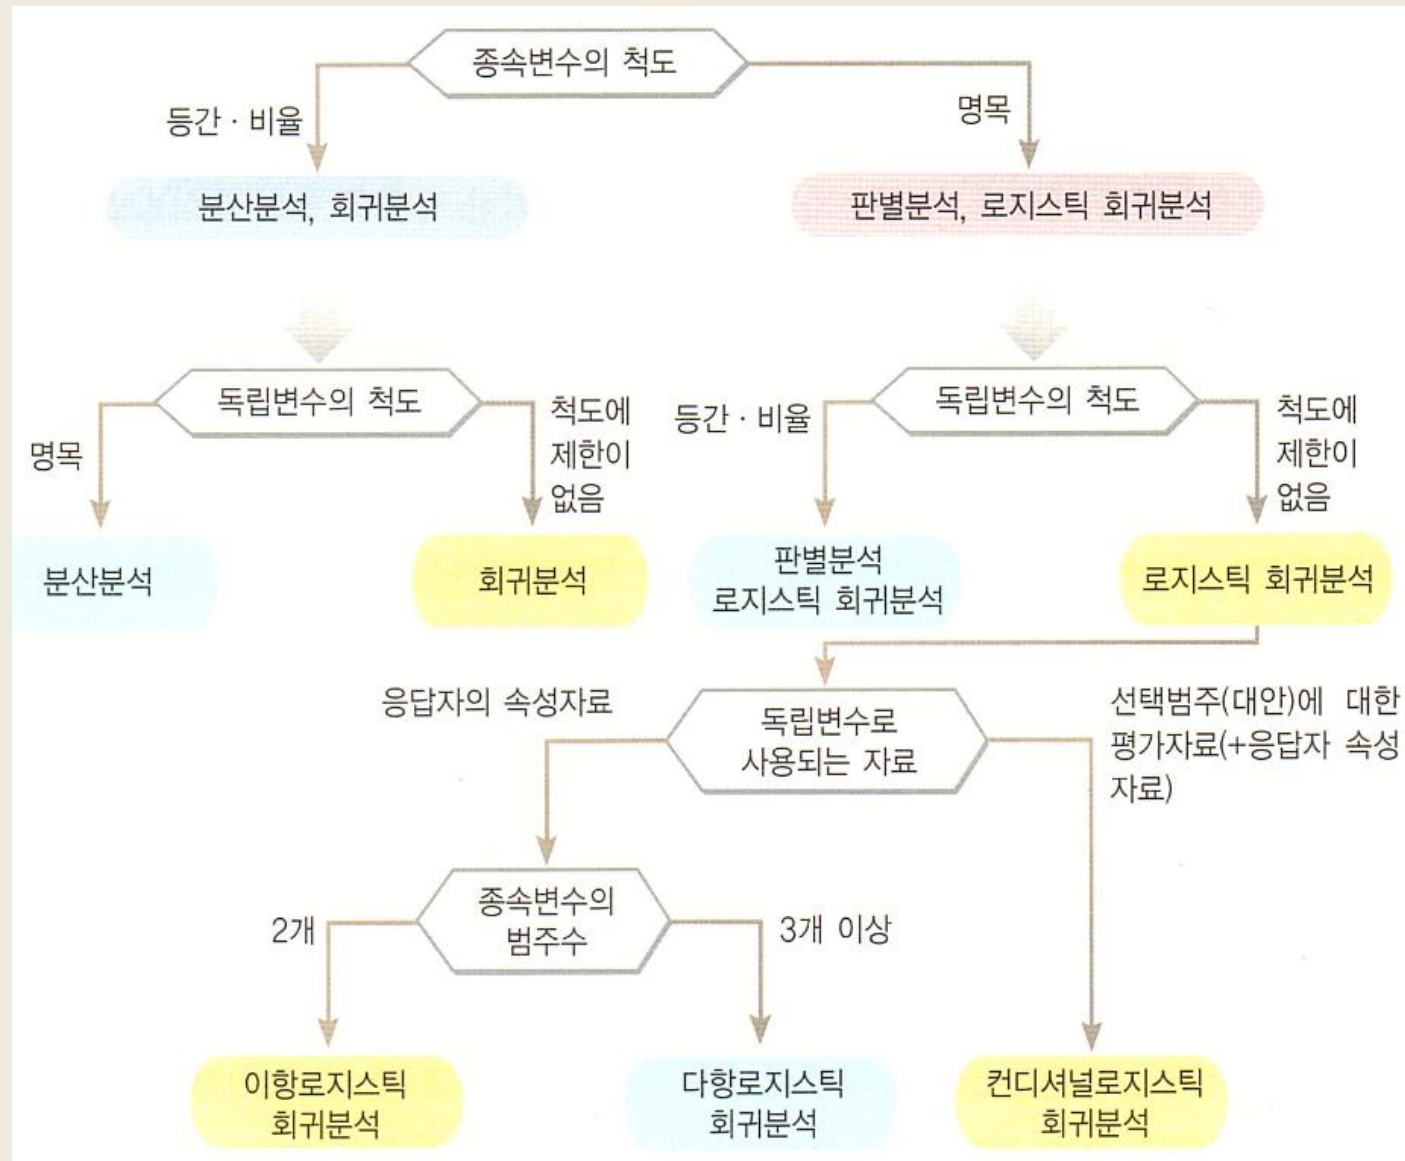 종속변수의 척도
등간 · 비율
명목
분산분석, 회귀분석
판별분석, 로지스틱 회귀분석
독립변수의 척도
명목
척도에
제한이
없음
독립변수의 척도
등간 · 비율
척도에
제한이
없음
분산분석
회귀분석
판별분석
로지스틱 회귀분석
로지스틱 회귀분석
응답자의 속성자료
독립변수로
사용되는 자료
선택범주(대안)에 대한
평가자료(+응답자 속성
자료)
종속변수의
범주수
2개
3개 이상
이항로지스틱
회귀분석
다항로지스틱
회귀분석
컨디셔널로지스틱
회귀분석